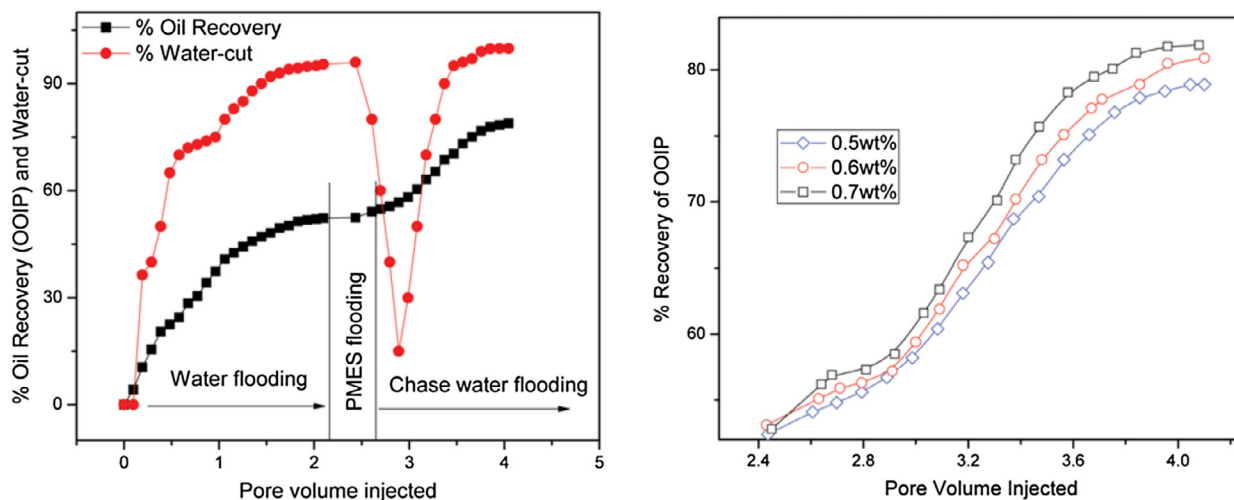 % Oil Recovery
% Water-cut
% Oil Recovery (OOIP) and Water-cut
90
60
30
0
Water flooding
PMES flooding
Chase water flooding
0 1 2 3 4 5
Pore volume injected
% Recovery of OOIP
80
70
60
0.5wt%
0.6wt%
0.7wt%
2.4 2.8 3.2 3.6 4.0
Pore Volume Injected